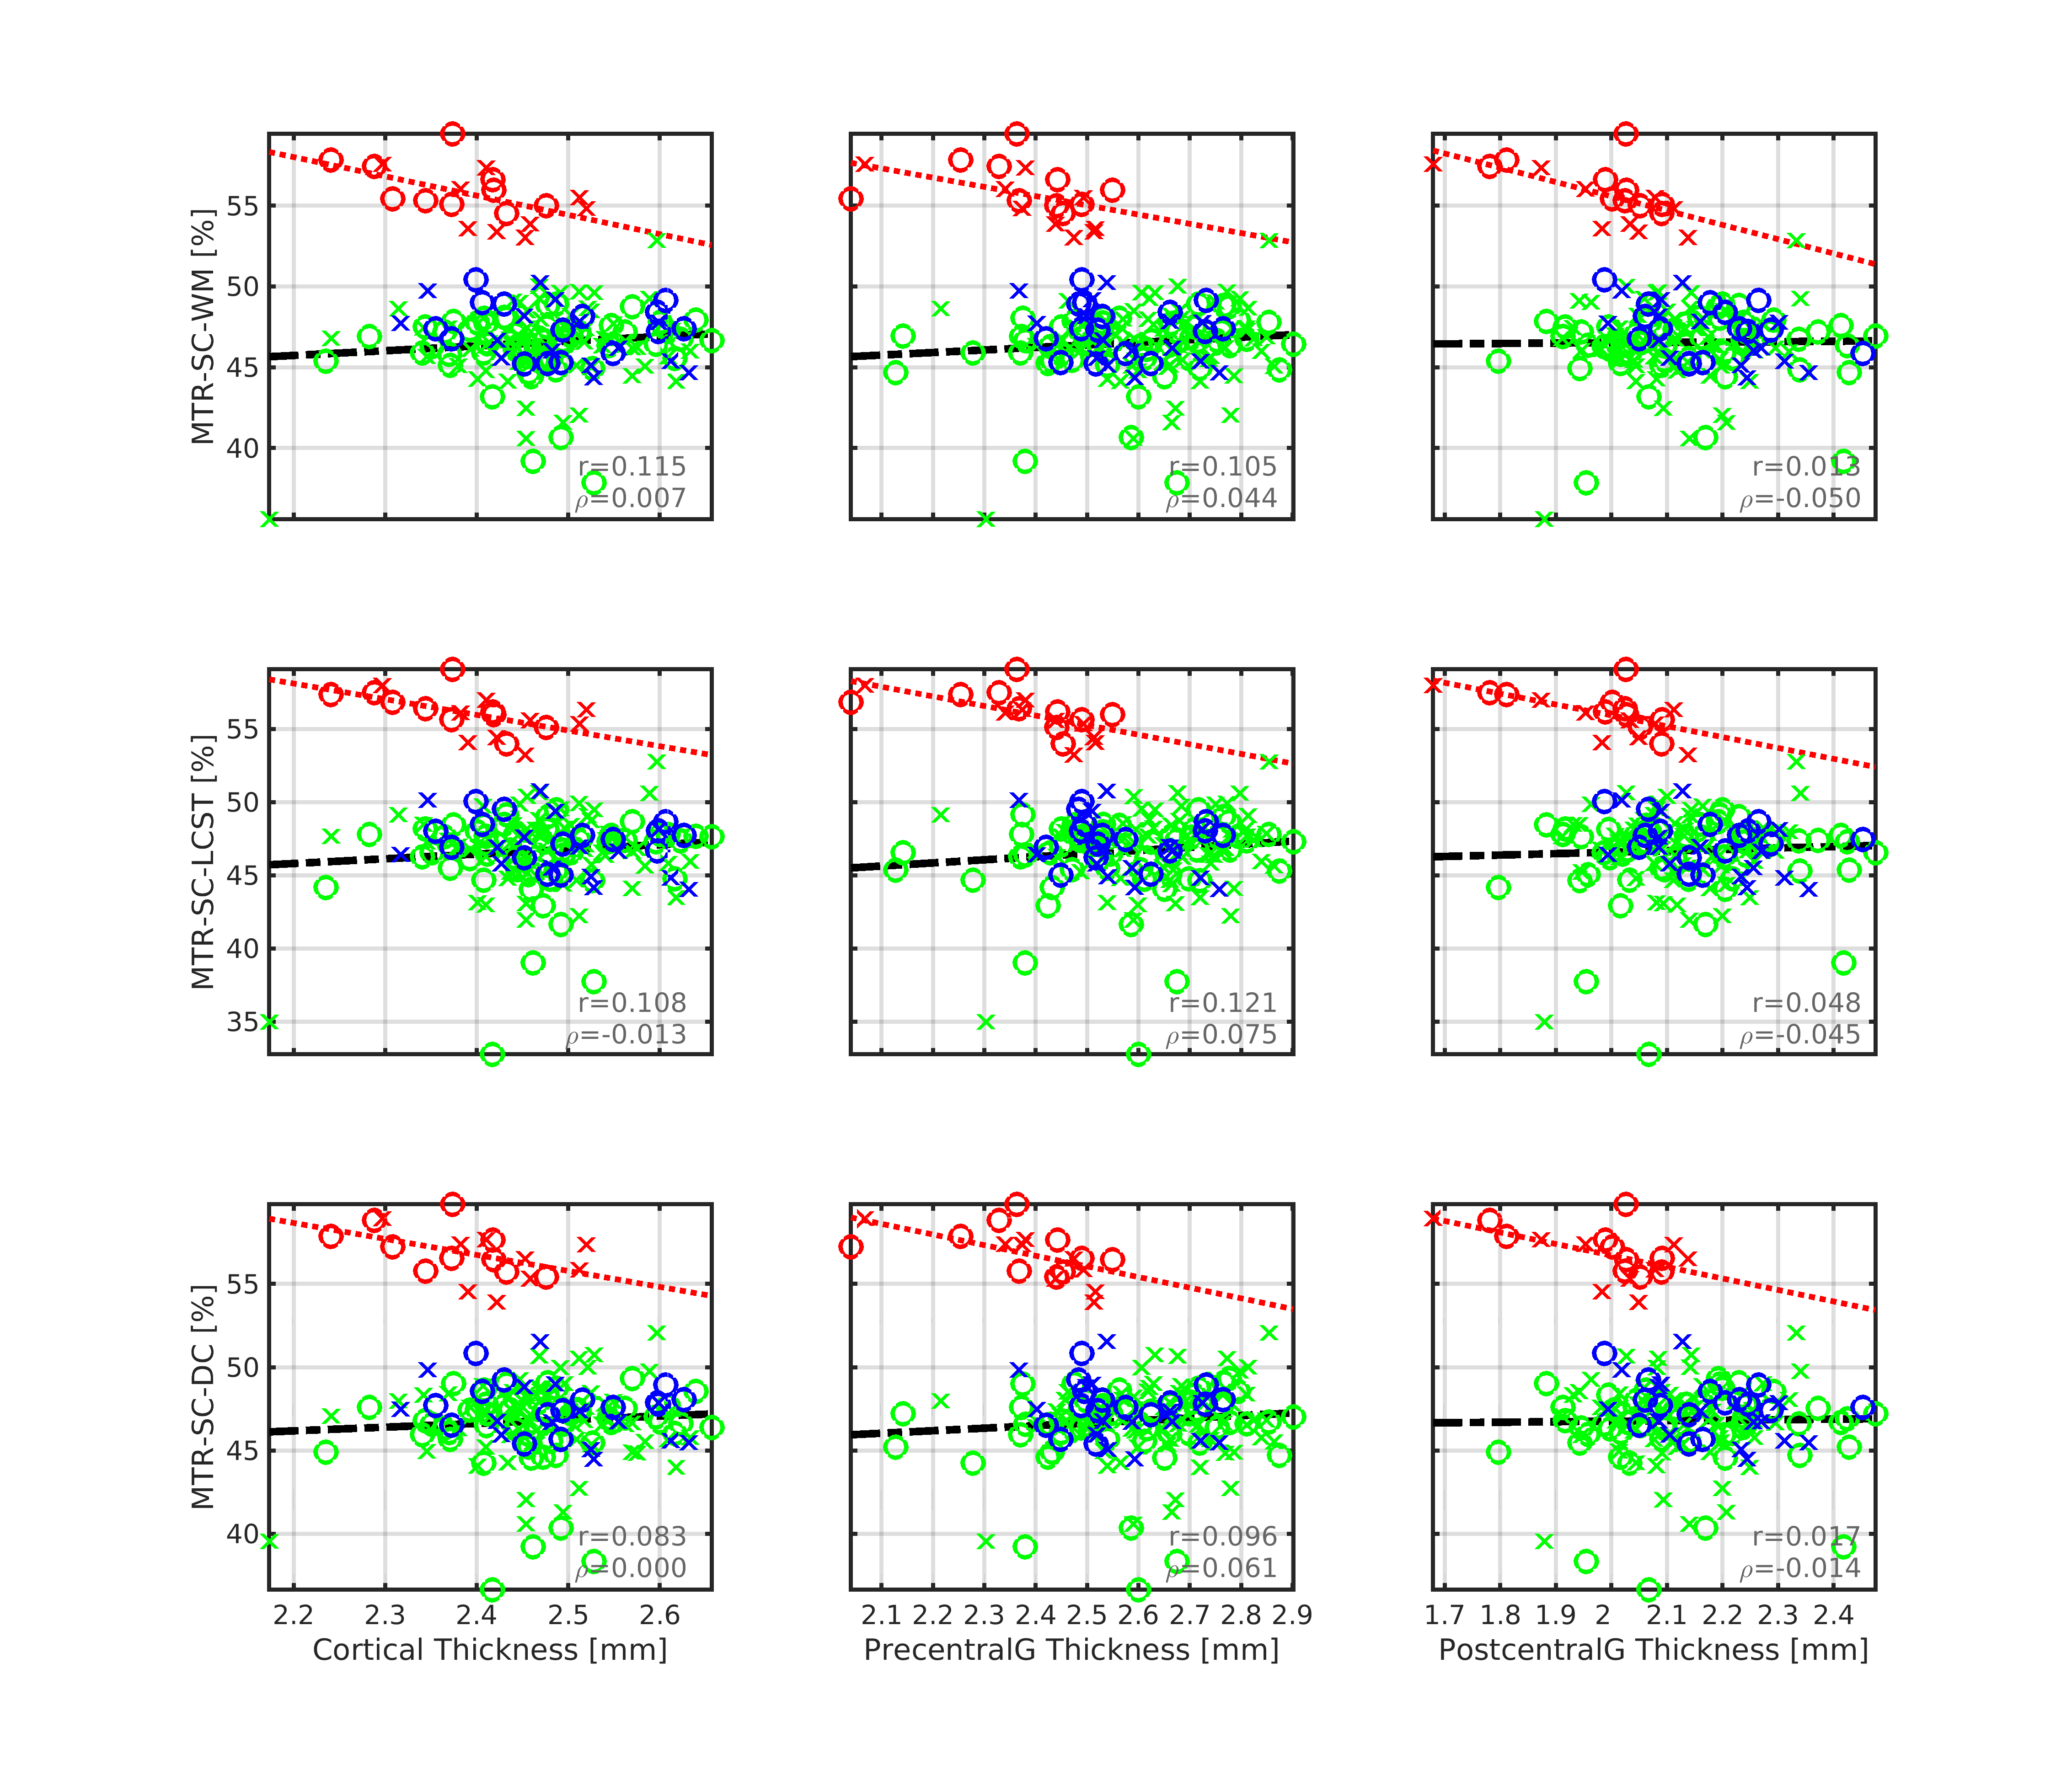 MTR-SC-WM [%]
55
50
45
40
r=0.115
ρ=0.007
r=0.105
ρ=0.044
r=0.013
ρ=-0.050
MTR-SC-LCST [%]
55
50
45
40
35
r=0.108
ρ=-0.013
r=0.121
ρ=0.075
r=0.048
ρ=-0.045
MTR-SC-DC [%]
55
50
45
40
r=0.083
ρ=0.000
r=0.096
ρ=0.061
r=0.017
ρ=-0.014
2.2 2.3 2.4 2.5 2.6
Cortical Thickness [mm]
2.1 2.2 2.3 2.4 2.5 2.6 2.7 2.8 2.9
PrecentralG Thickness [mm]
1.7 1.8 1.9 2 2.1 2.2 2.3 2.4
PostcentralG Thickness [mm]